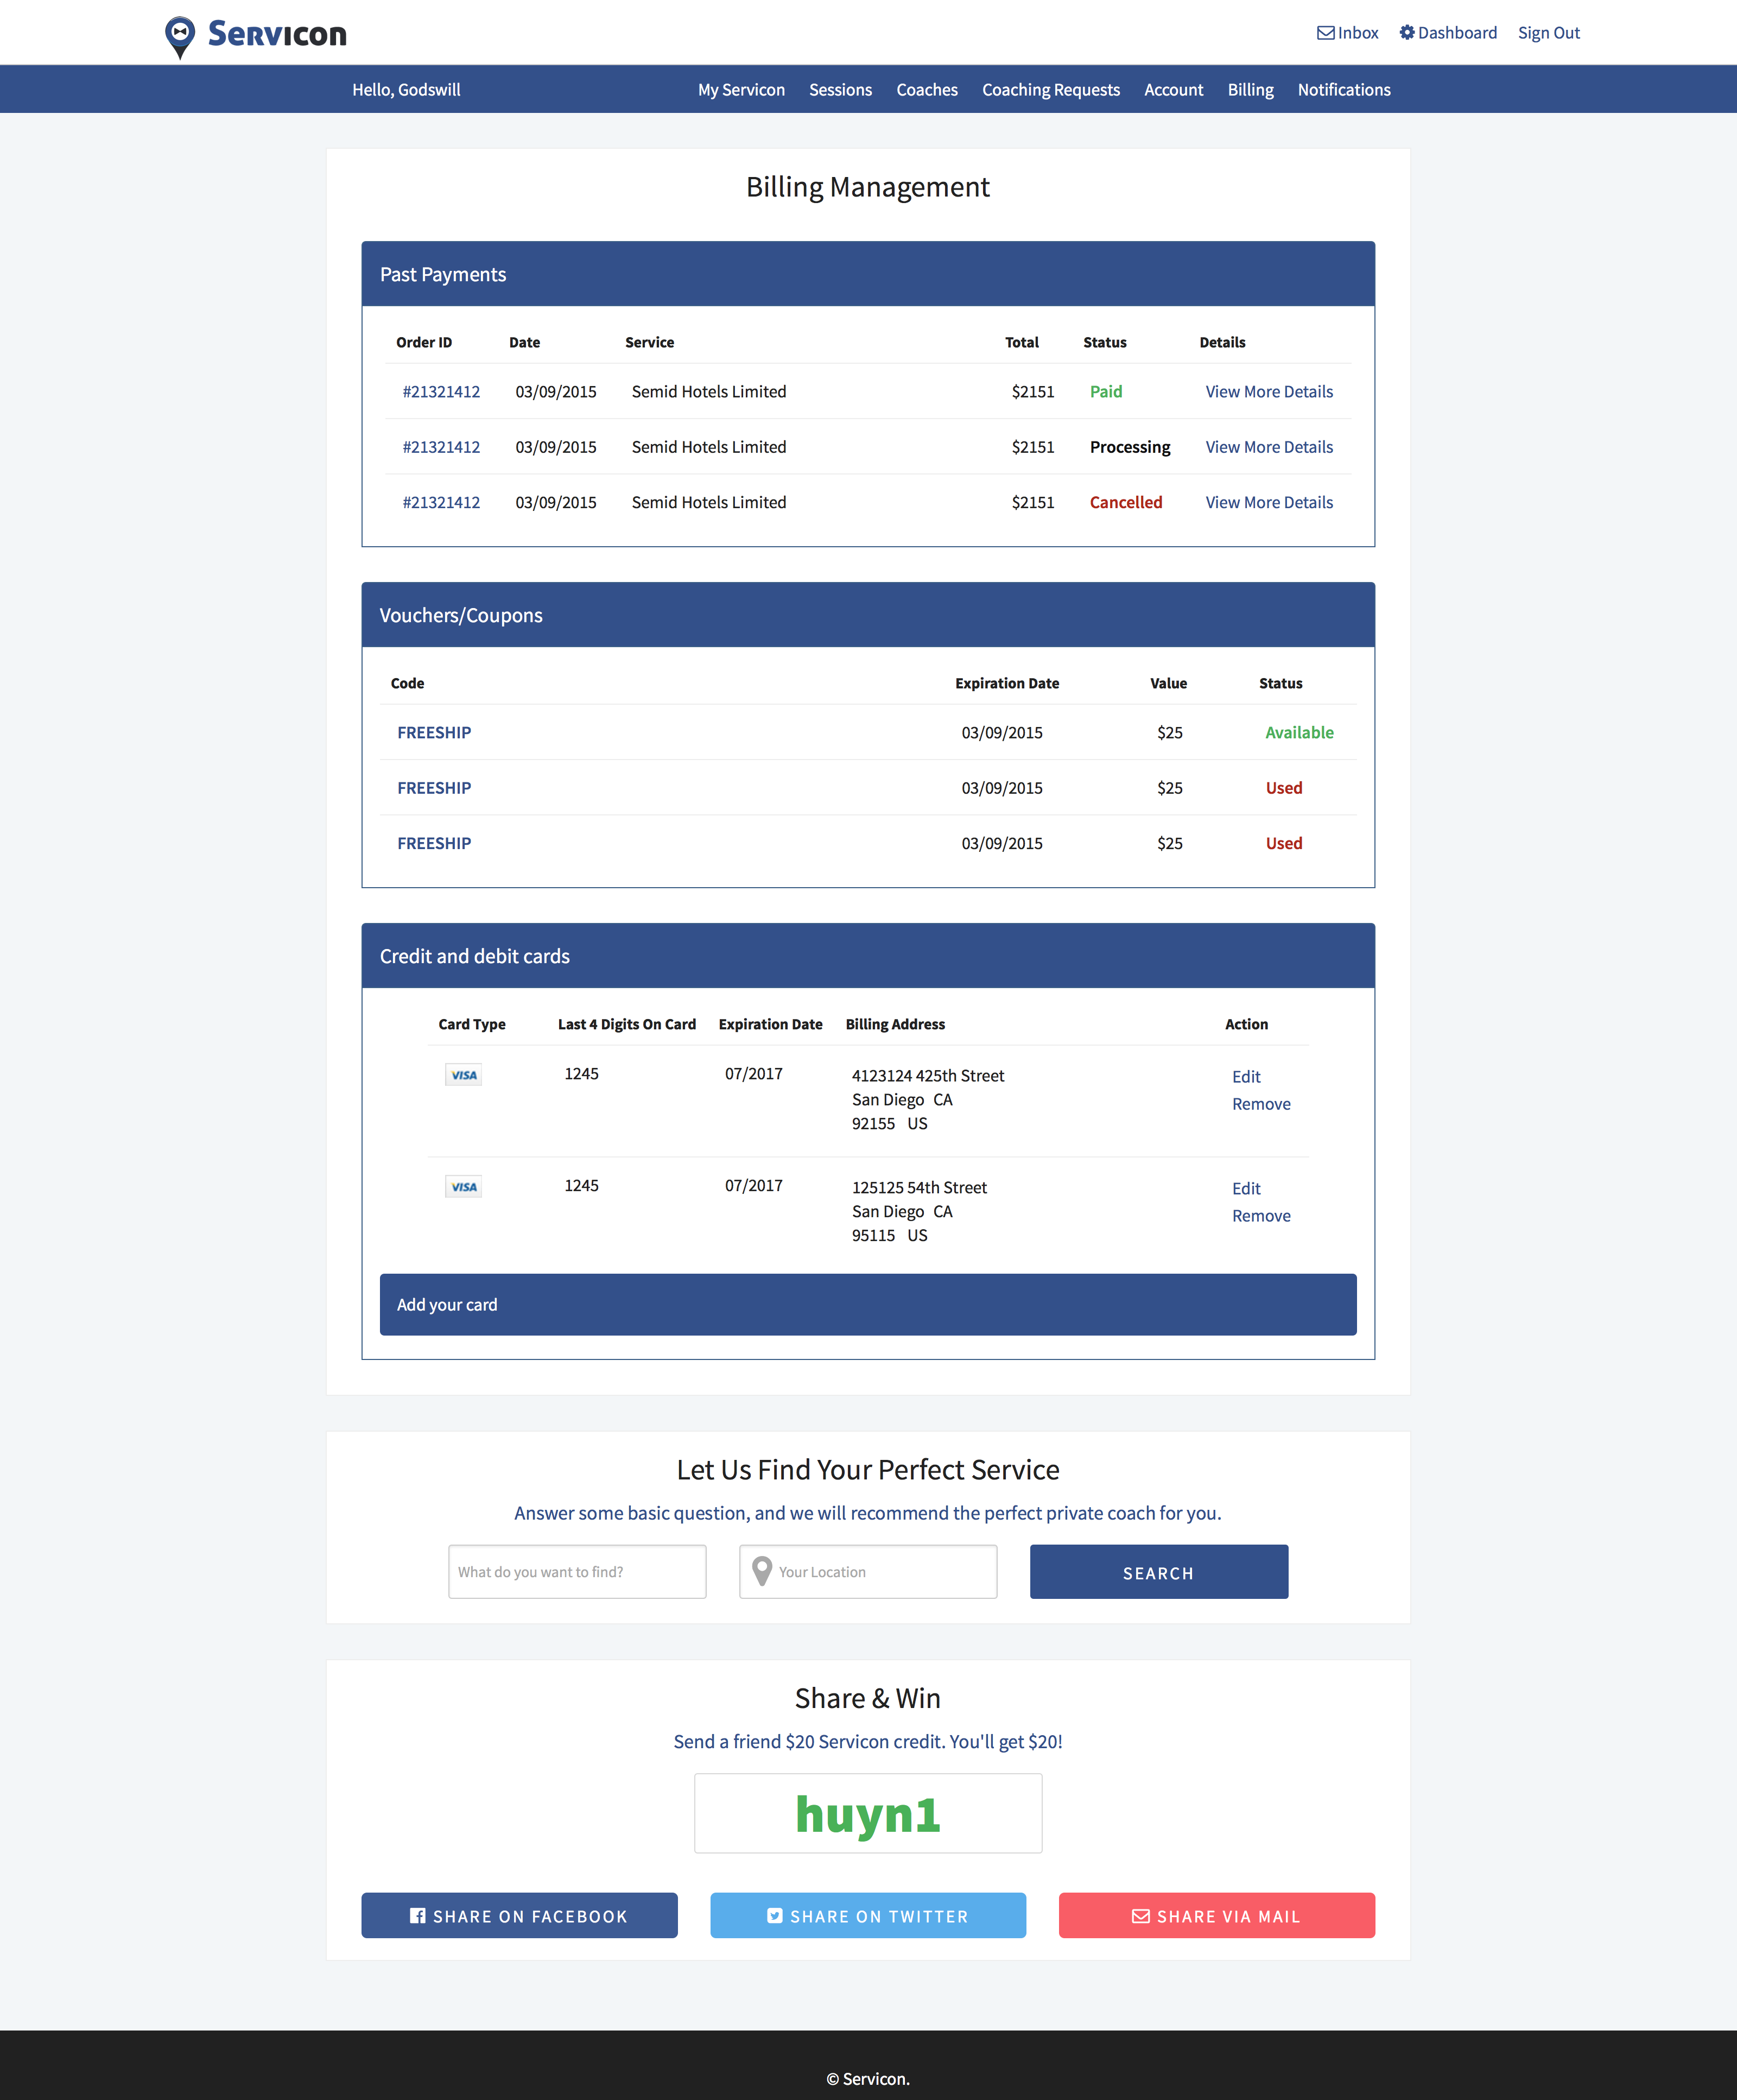 Servicon
Inbox Dashboard Sign Out
Hello, Godswill
My Servicon Sessions Coaches Coaching Requests Account Billing Notifications
Billing Management
Past Payments
Order ID Date Service Total Status Details
#21321412 03/09/2015 Semid Hotels Limited $2151 Paid View More Details
#21321412 03/09/2015 Semid Hotels Limited $2151 Processing View More Details
#21321412 03/09/2015 Semid Hotels Limited $2151 Cancelled View More Details
Vouchers/Coupons
Code Expiration Date Value Status
FREESHIP 03/09/2015 $25 Available
FREESHIP 03/09/2015 $25 Used
FREESHIP 03/09/2015 $25 Used
Credit and debit cards
Card Type Last 4 Digits On Card Expiration Date Billing Address Action
VISA 1245 07/2017 4123124 425th Street Edit
San Diego CA Remove
92155 US
VISA 1245 07/2017 125125 54th Street Edit
San Diego CA Remove
95115 US
Add your card
Let Us Find Your Perfect Service
Answer some basic question, and we will recommend the perfect private coach for you.
What do you want to find? Your Location SEARCH
Share & Win
Send a friend $20 Servicon credit. You'll get $20!
huyn1
SHARE ON FACEBOOK SHARE ON TWITTER SHARE VIA MAIL
© Servicon.